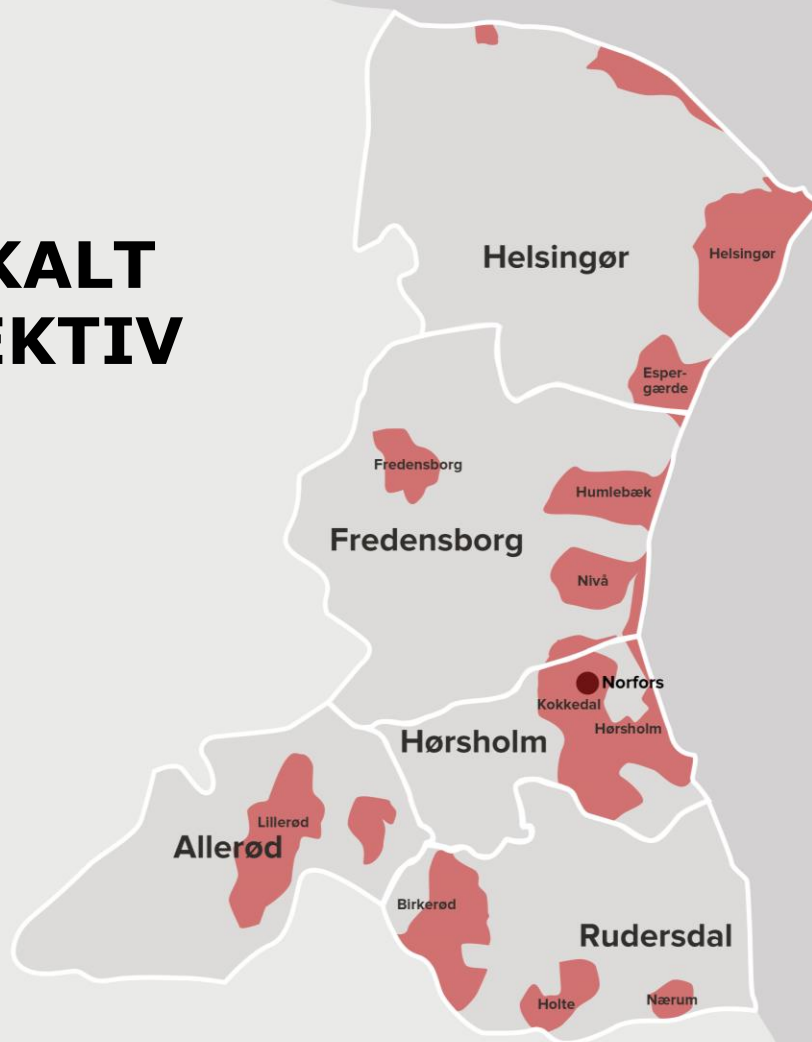 KALT
EKTIV
Helsingør
Helsingør
Esper-
gærde
Fredensborg
Humlebæk
Fredensborg
Nivå
Norfors
Kokkedal
Hørsholm
Hørsholm
Lillerød
Allerød
Birkerød
Rudersdal
Holte
Nærum